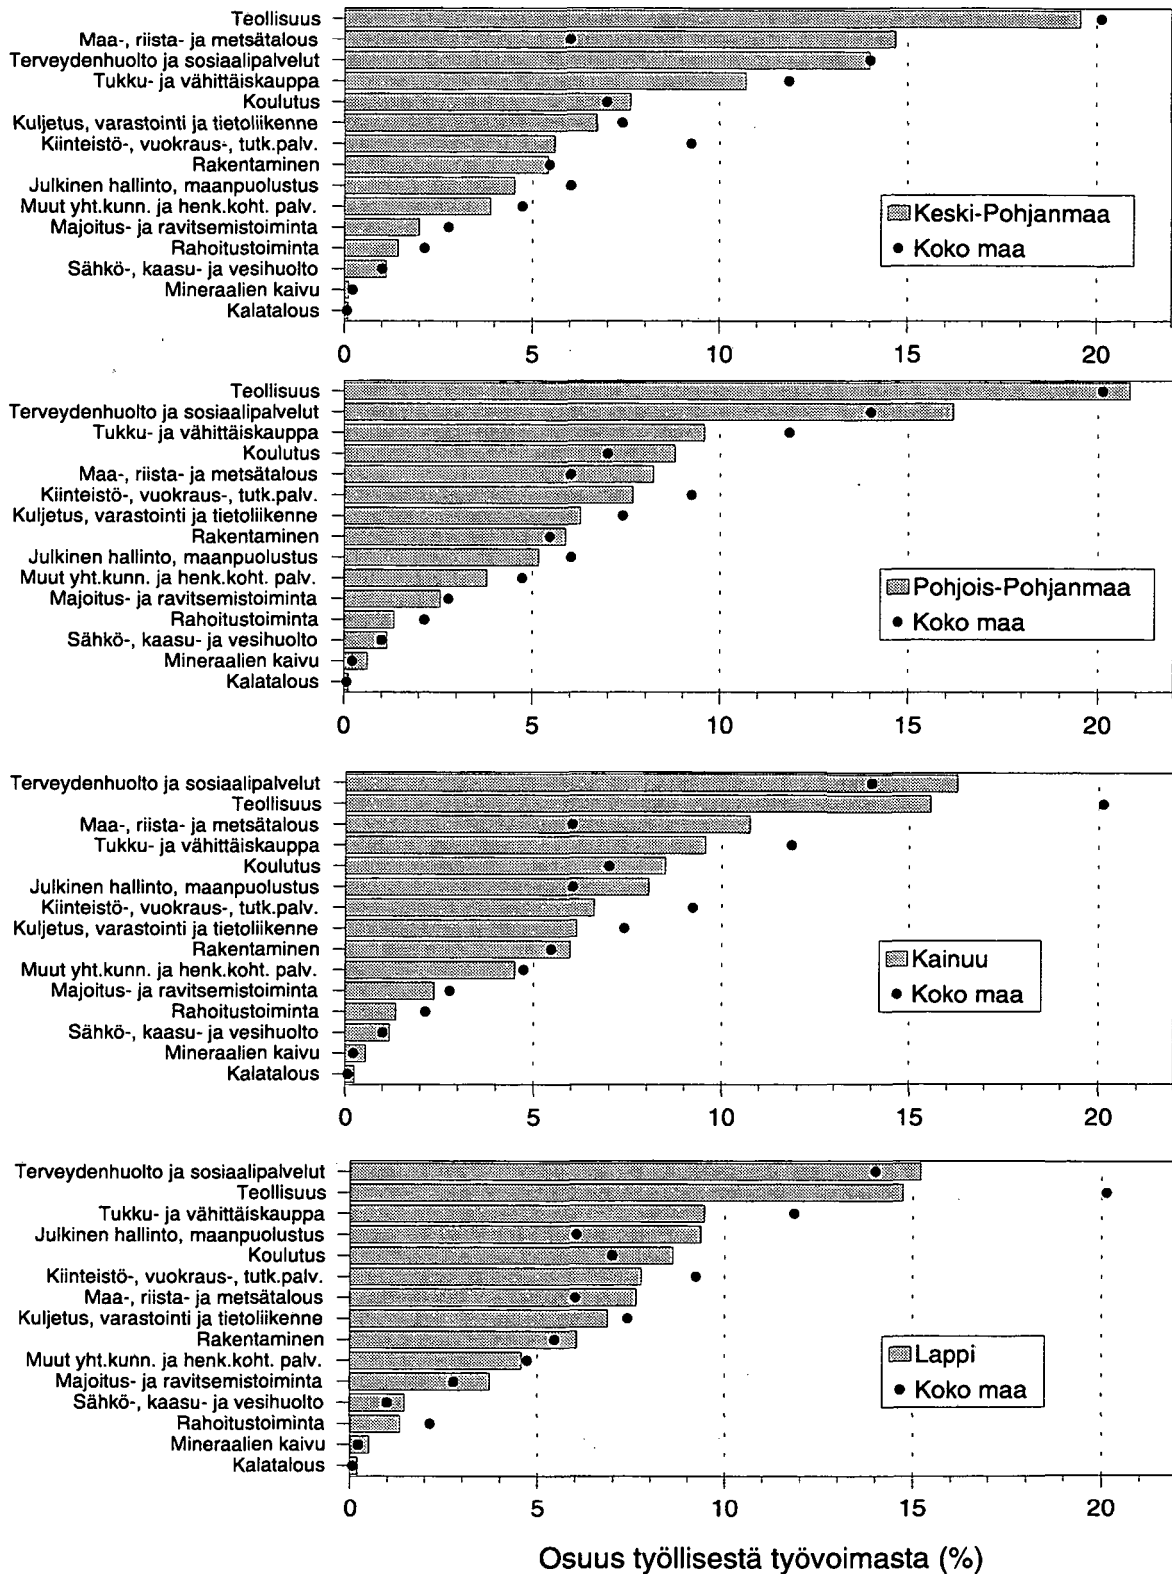 Teollisuus
Maa-, riista- ja metsätalous
Terveydenhuolto ja sosiaalipalvelut
Tukku- ja vähittäiskauppa
Koulutus
Kuljetus, varastointi ja tietoliikenne
Kiinteistö-, vuokraus-, tutk.palv.
Rakentaminen
Julkinen hallinto, maanpuolustus
Muut yht.kunn. ja henk.koht. palv.
Majoitus- ja ravitsemistoiminta
Rahoitustoiminta
Sähkö-, kaasu- ja vesihuolto
Mineraalien kaivu
Kalatalous
Keski-Pohjanmaa
Koko maa
0 5 10 15 20
Teollisuus
Terveydenhuolto ja sosiaalipalvelut
Tukku- ja vähittäiskauppa
Koulutus
Maa-, riista- ja metsätalous
Kiinteistö-, vuokraus-, tutk.palv.
Kuljetus, varastointi ja tietoliikenne
Rakentaminen
Julkinen hallinto, maanpuolustus
Muut yht.kunn. ja henk.koht. palv.
Majoitus- ja ravitsemistoiminta
Rahoitustoiminta
Sähkö-, kaasu- ja vesihuolto
Mineraalien kaivu
Kalatalous
Pohjois-Pohjanmaa
Koko maa
0 5 10 15 20
Terveydenhuolto ja sosiaalipalvelut
Teollisuus
Maa-, riista- ja metsätalous
Tukku- ja vähittäiskauppa
Koulutus
Julkinen hallinto, maanpuolustus
Kiinteistö-, vuokraus-, tutk.palv.
Kuljetus, varastointi ja tietoliikenne
Rakentaminen
Muut yht.kunn. ja henk.koht. palv.
Majoitus- ja ravitsemistoiminta
Rahoitustoiminta
Sähkö-, kaasu- ja vesihuolto
Mineraalien kaivu
Kalatalous
Kainuu
Koko maa
0 5 10 15 20
Terveydenhuolto ja sosiaalipalvelut
Teollisuus
Tukku- ja vähittäiskauppa
Julkinen hallinto, maanpuolustus
Koulutus
Kiinteistö-, vuokraus-, tutk.palv.
Maa-, riista- ja metsätalous
Kuljetus, varastointi ja tietoliikenne
Rakentaminen
Muut yht.kunn. ja henk.koht. palv.
Majoitus- ja ravitsemistoiminta
Sähkö-, kaasu- ja vesihuolto
Rahoitustoiminta
Mineraalien kaivu
Kalatalous
Lappi
Koko maa
0 5 10 15 20
Osuus työllisestä työvoimasta (%)